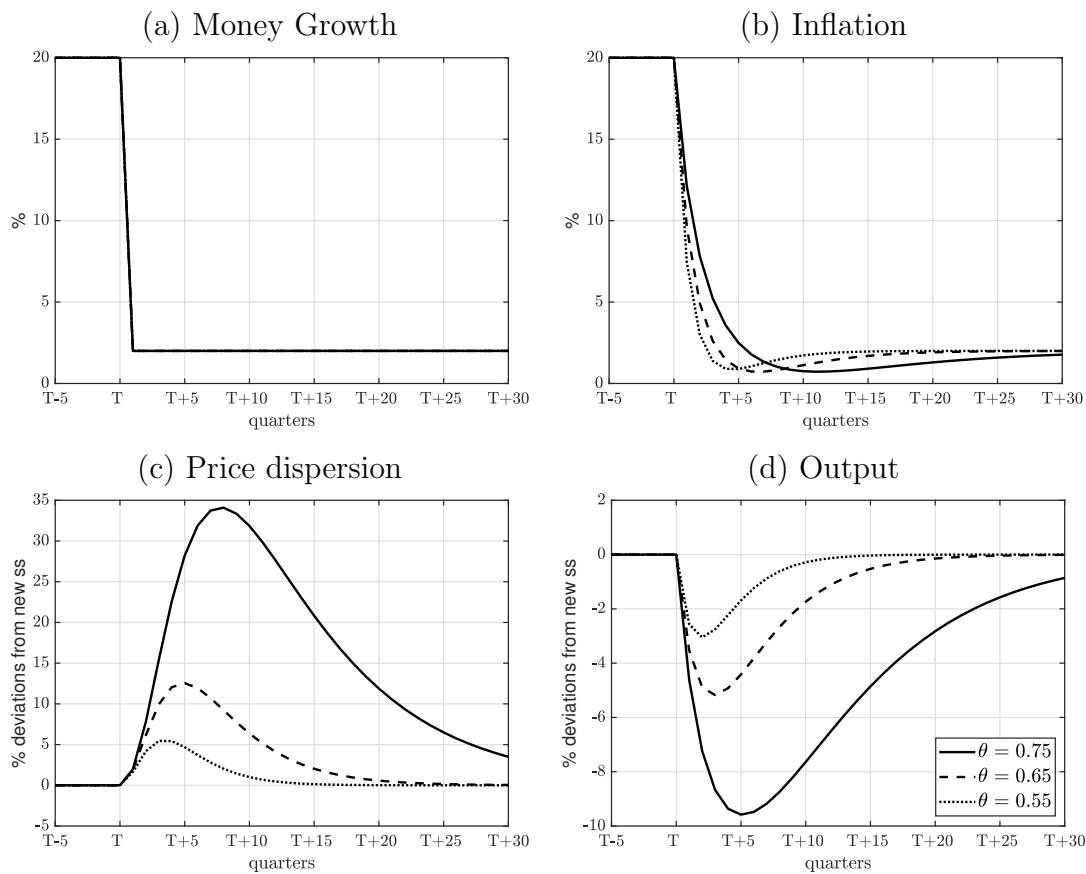 (a) Money Growth
20
15
10
5
0
%
T-5 T T+5 T+10 T+15 T+20 T+25 T+30
quarters
(b) Inflation
20
15
10
5
0
%
T-5 T T+5 T+10 T+15 T+20 T+25 T+30
quarters
(c) Price dispersion
35
30
25
20
15
10
5
0
-5
% deviations from new ss
T-5 T T+5 T+10 T+15 T+20 T+25 T+30
quarters
(d) Output
2
0
-2
-4
-6
-8
-10
% deviations from new ss
θ = 0.75
θ = 0.65
θ = 0.55
T-5 T T+5 T+10 T+15 T+20 T+25 T+30
quarters